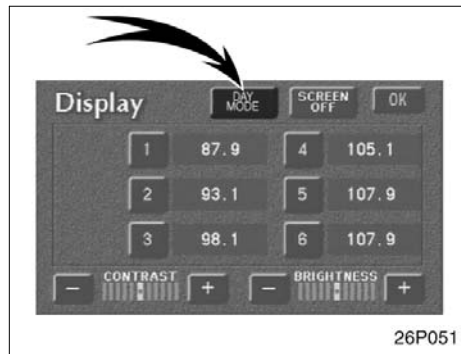 Display DAY MODE SCREEN OFF OK
1 87.9 4 105.1
2 93.1 5 107.9
3 98.1 6 107.9
− CONTRAST + − BRIGHTNESS +
26P051